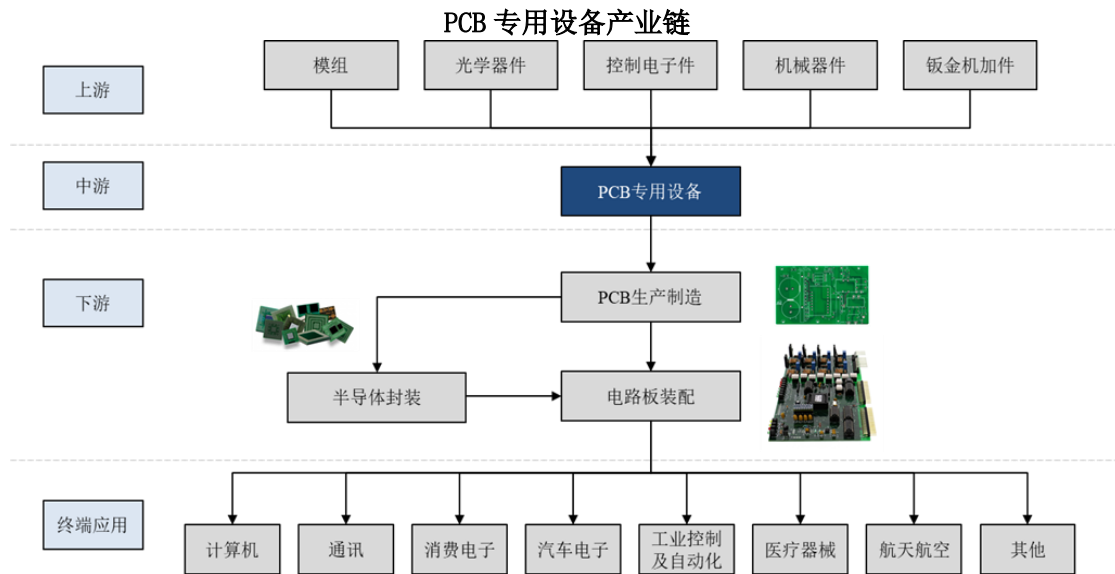 PCB 专用设备产业链
上游
模组
光学器件
控制电子件
机械器件
钣金机加件
中游
PCB专用设备
下游
PCB生产制造
半导体封装
电路板装配
终端应用
计算机
通讯
消费电子
汽车电子
工业控制
及自动化
医疗器械
航天航空
其他